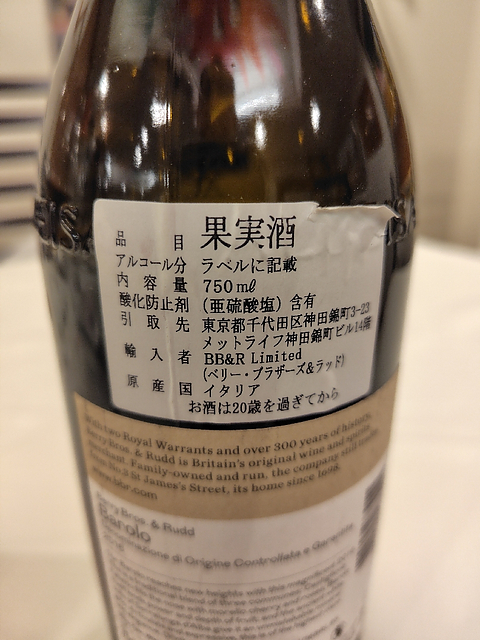 品目 果実酒
アルコール分 ラベルに記載
内容量 750ml
酸化防止剤 (亜硫酸塩) 含有
引取先 東京都千代田区神田錦町3-23
メットライフ神田錦町ビル14階
輸入者 BB&R Limited
(ベリー・ブラザーズ&ラッド)
原産国 イタリア
お酒は20歳を過ぎてから
With two Royal Warrants and over 300 years of history,
Berry Bros. & Rudd is Britain's original wine and spirits
merchant. Family-owned and run, the company still trades
from No.3 St James's Street, its home since 1698.
www.bbr.com
Berry Bros. & Rudd
Barolo
Denominazione di Origine Controllata e Garantita